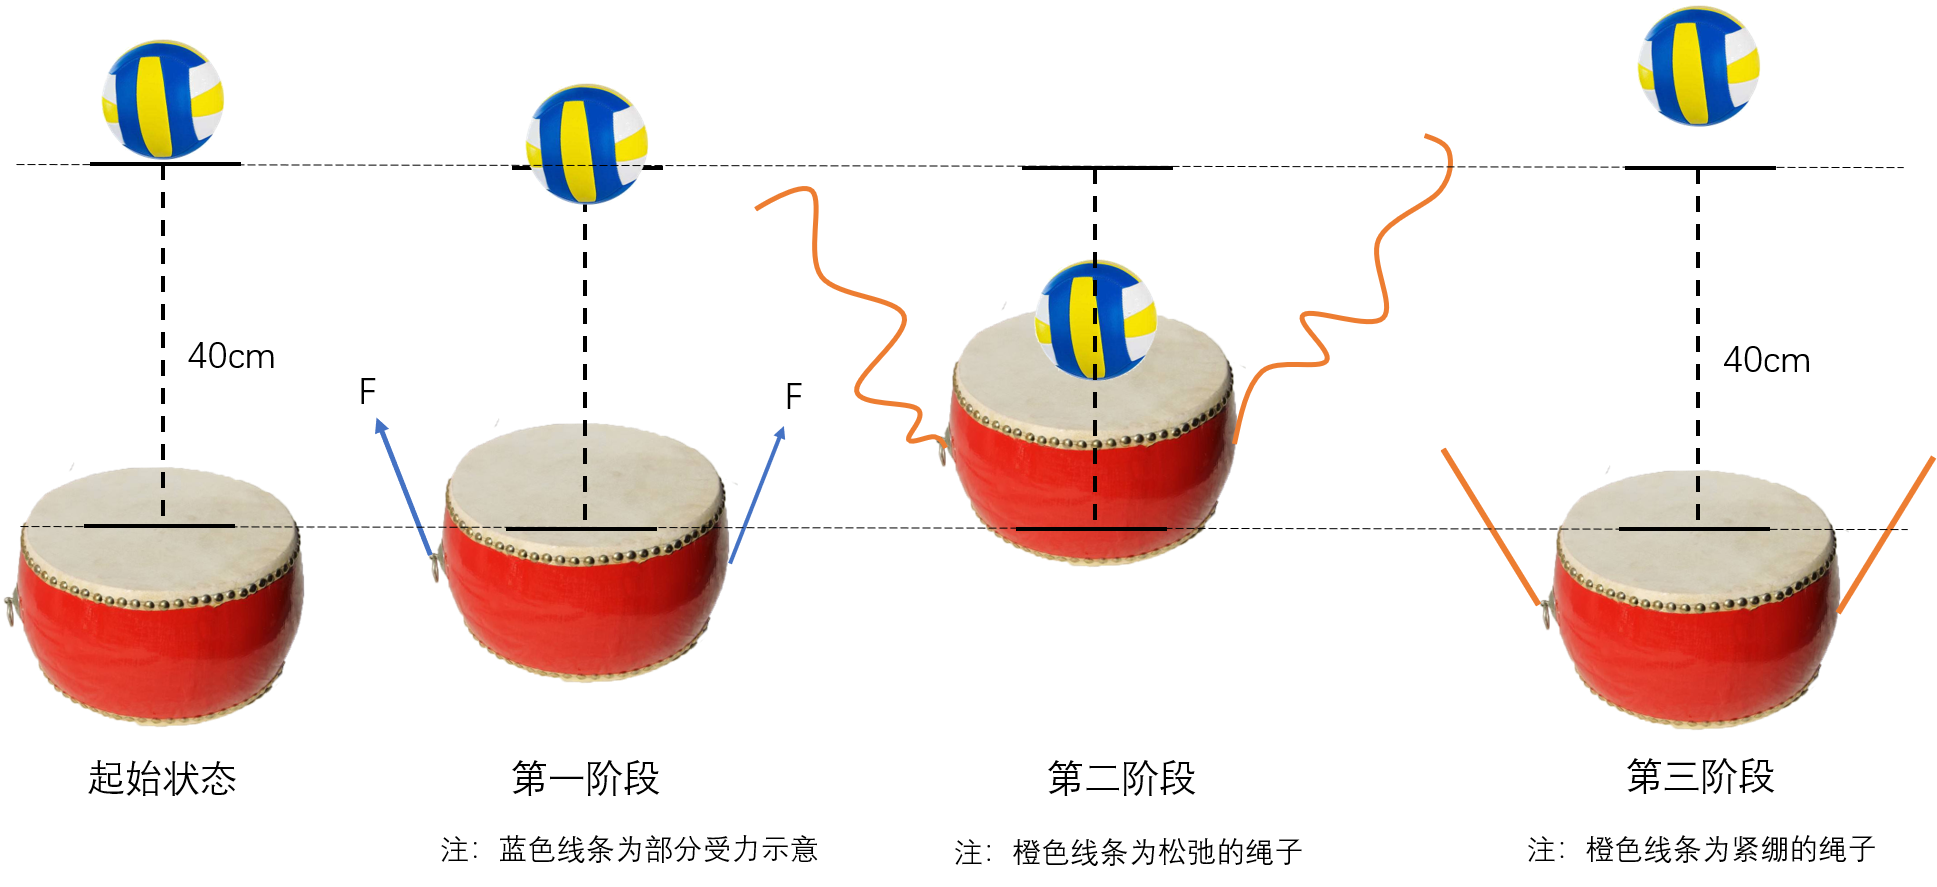 40cm
F
F
40cm
起始状态
第一阶段
第二阶段
第三阶段
注：蓝色线条为部分受力示意
注：橙色线条为松弛的绳子
注：橙色线条为紧绷的绳子